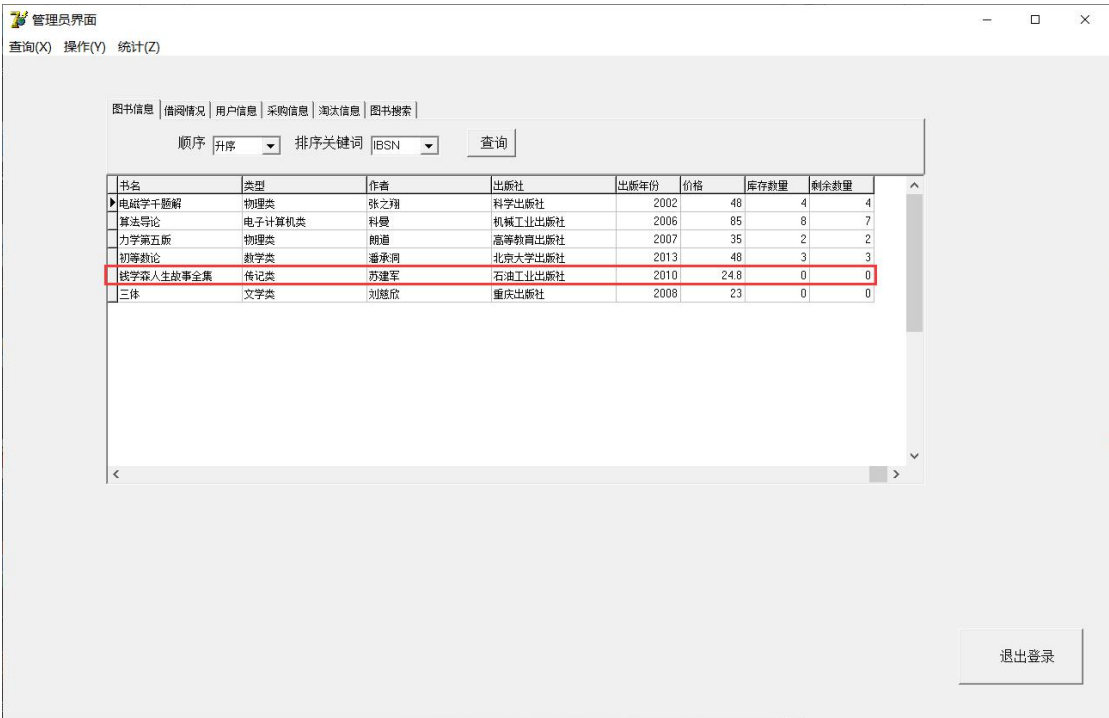 管理员界面
查询(X) 操作(Y) 统计(Z)
图书信息 借阅情况 用户信息 采购信息 淘汰信息 图书搜索
顺序 升序 排序关键词 IBSN 查询
书名 类型 作者 出版社 出版年份 价格 库存数量 剩余数量
电磁学千题解 物理类 张之翔 科学出版社 2002 48 4 4
算法导论 电子计算机类 科曼 机械工业出版社 2006 85 8 7
力学第五版 物理类 朗道 高等教育出版社 2007 35 2 2
初等数论 数学类 潘承洞 北京大学出版社 2013 48 3 3
钱学森人生故事全集 传记类 苏建军 石油工业出版社 2010 24.8 0 0
三体 文学类 刘慈欣 重庆出版社 2008 23 0 0
退出登录